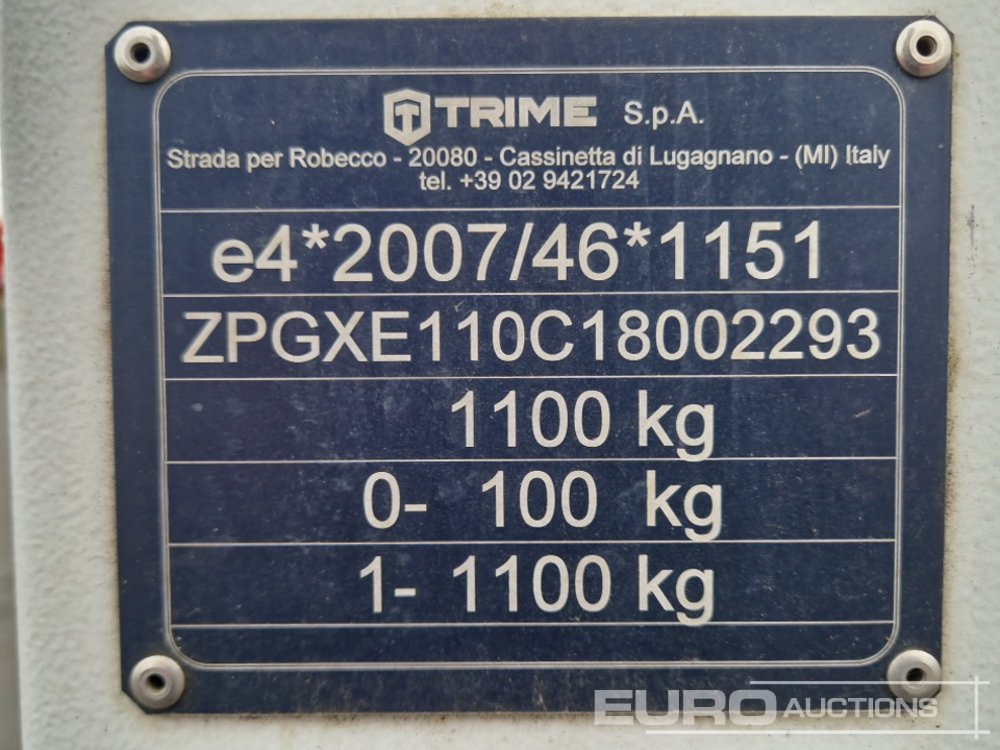 TRIME S.p.A.
Strada per Robecco - 20080 - Cassinetta di Lugagnano - (MI) Italy
tel. +39 02 9421724
e4*2007/46*1151
ZPGXE110C18002293
1100 kg
0- 100 kg
1- 1100 kg
EURO AUCTIONS